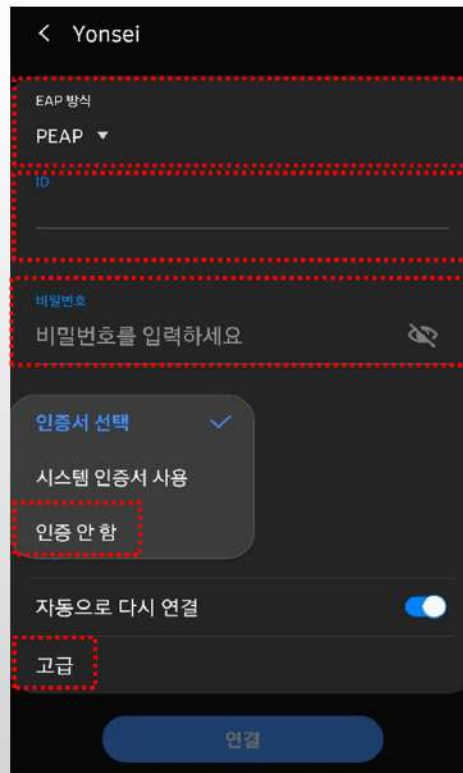 Yonsei
EAP 방식
PEAP
ID
비밀번호
비밀번호를 입력하세요
인증서 선택
시스템 인증서 사용
인증 안 함
자동으로 다시 연결
고급
연결